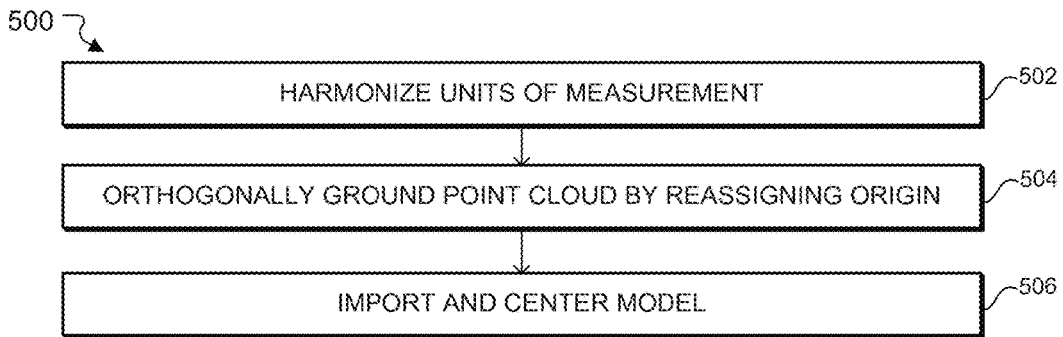 500
HARMONIZE UNITS OF MEASUREMENT
502
ORTHOGONALLY GROUND POINT CLOUD BY REASSIGNING ORIGIN
504
IMPORT AND CENTER MODEL
506